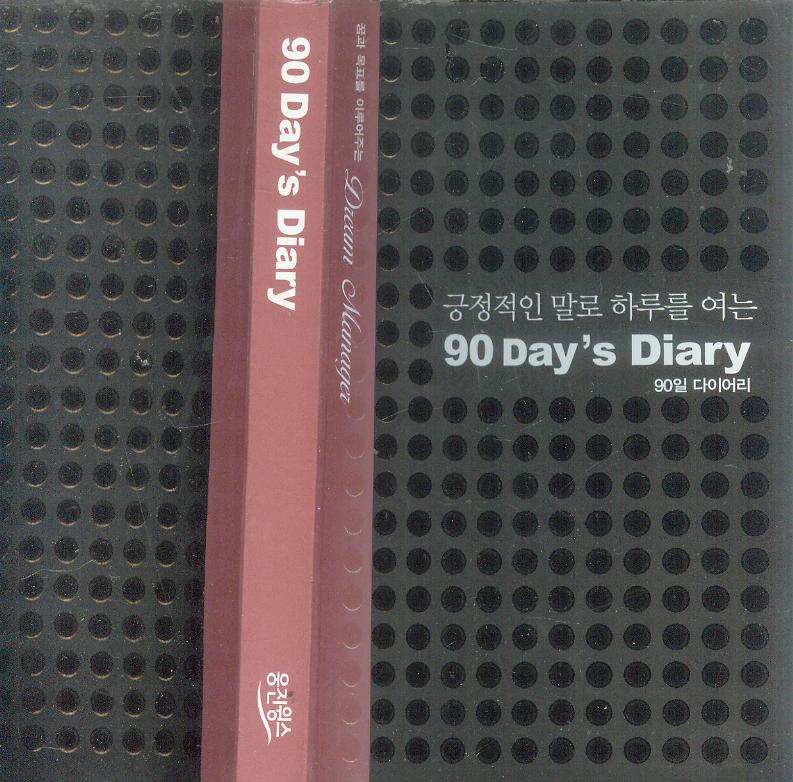 90 Day's Diary
웅진윙스
꿈과 목표를 이루어주는 Dream Manager
긍정적인 말로 하루를 여는
90 Day's Diary
90일 다이어리